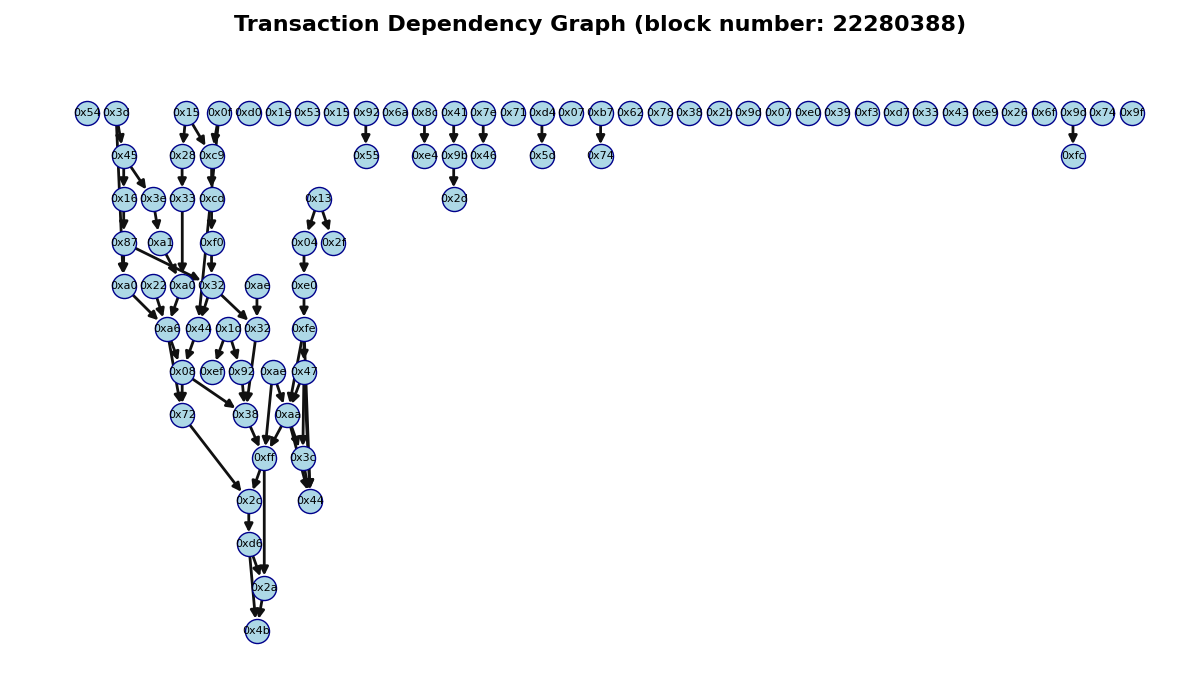 Transaction Dependency Graph (block number: 22280388)
0x54 0x3d 0x15 0x0f 0xd0 0x1e 0x53 0x15 0x92 0x6a 0x8c 0x41 0x7e 0x71 0xd4 0x07 0xb7 0x62 0x78 0x38 0x2b 0x9d 0x07 0xe0 0x39 0xf3 0xd7 0x33 0x43 0xe9 0x26 0x6f 0x9c 0x74 0x9f
0x45 0x28 0xc9 0x55 0xe4 0x9b 0x46 0x5d 0x74 0xfc
0x16 0x3e 0x33 0xcd 0x13 0x2d
0x87 0xa1 0xf0 0x04 0x2f
0xa0 0x22 0xa0 0x32 0xae 0xe0
0xa6 0x44 0x1d 0x32 0xfe
0x08 0xef 0x92 0xae 0x47
0x72 0x38 0xaa
0xff 0x3c
0x2c 0x44
0xd6
0x2a
0x4b